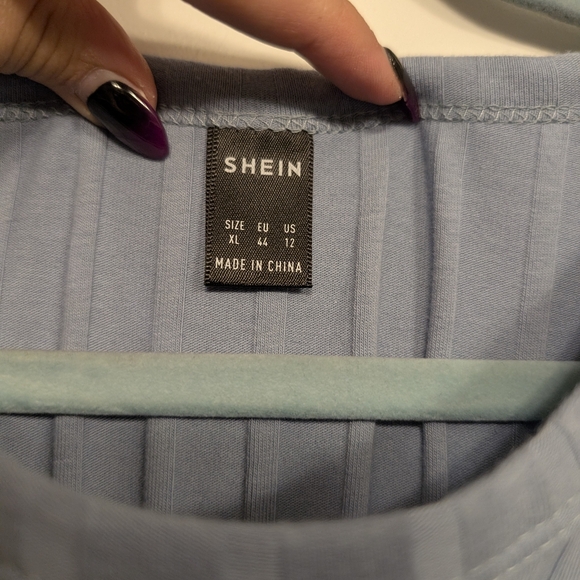 SHEIN
SIZE EU US
XL 44 12
MADE IN CHINA